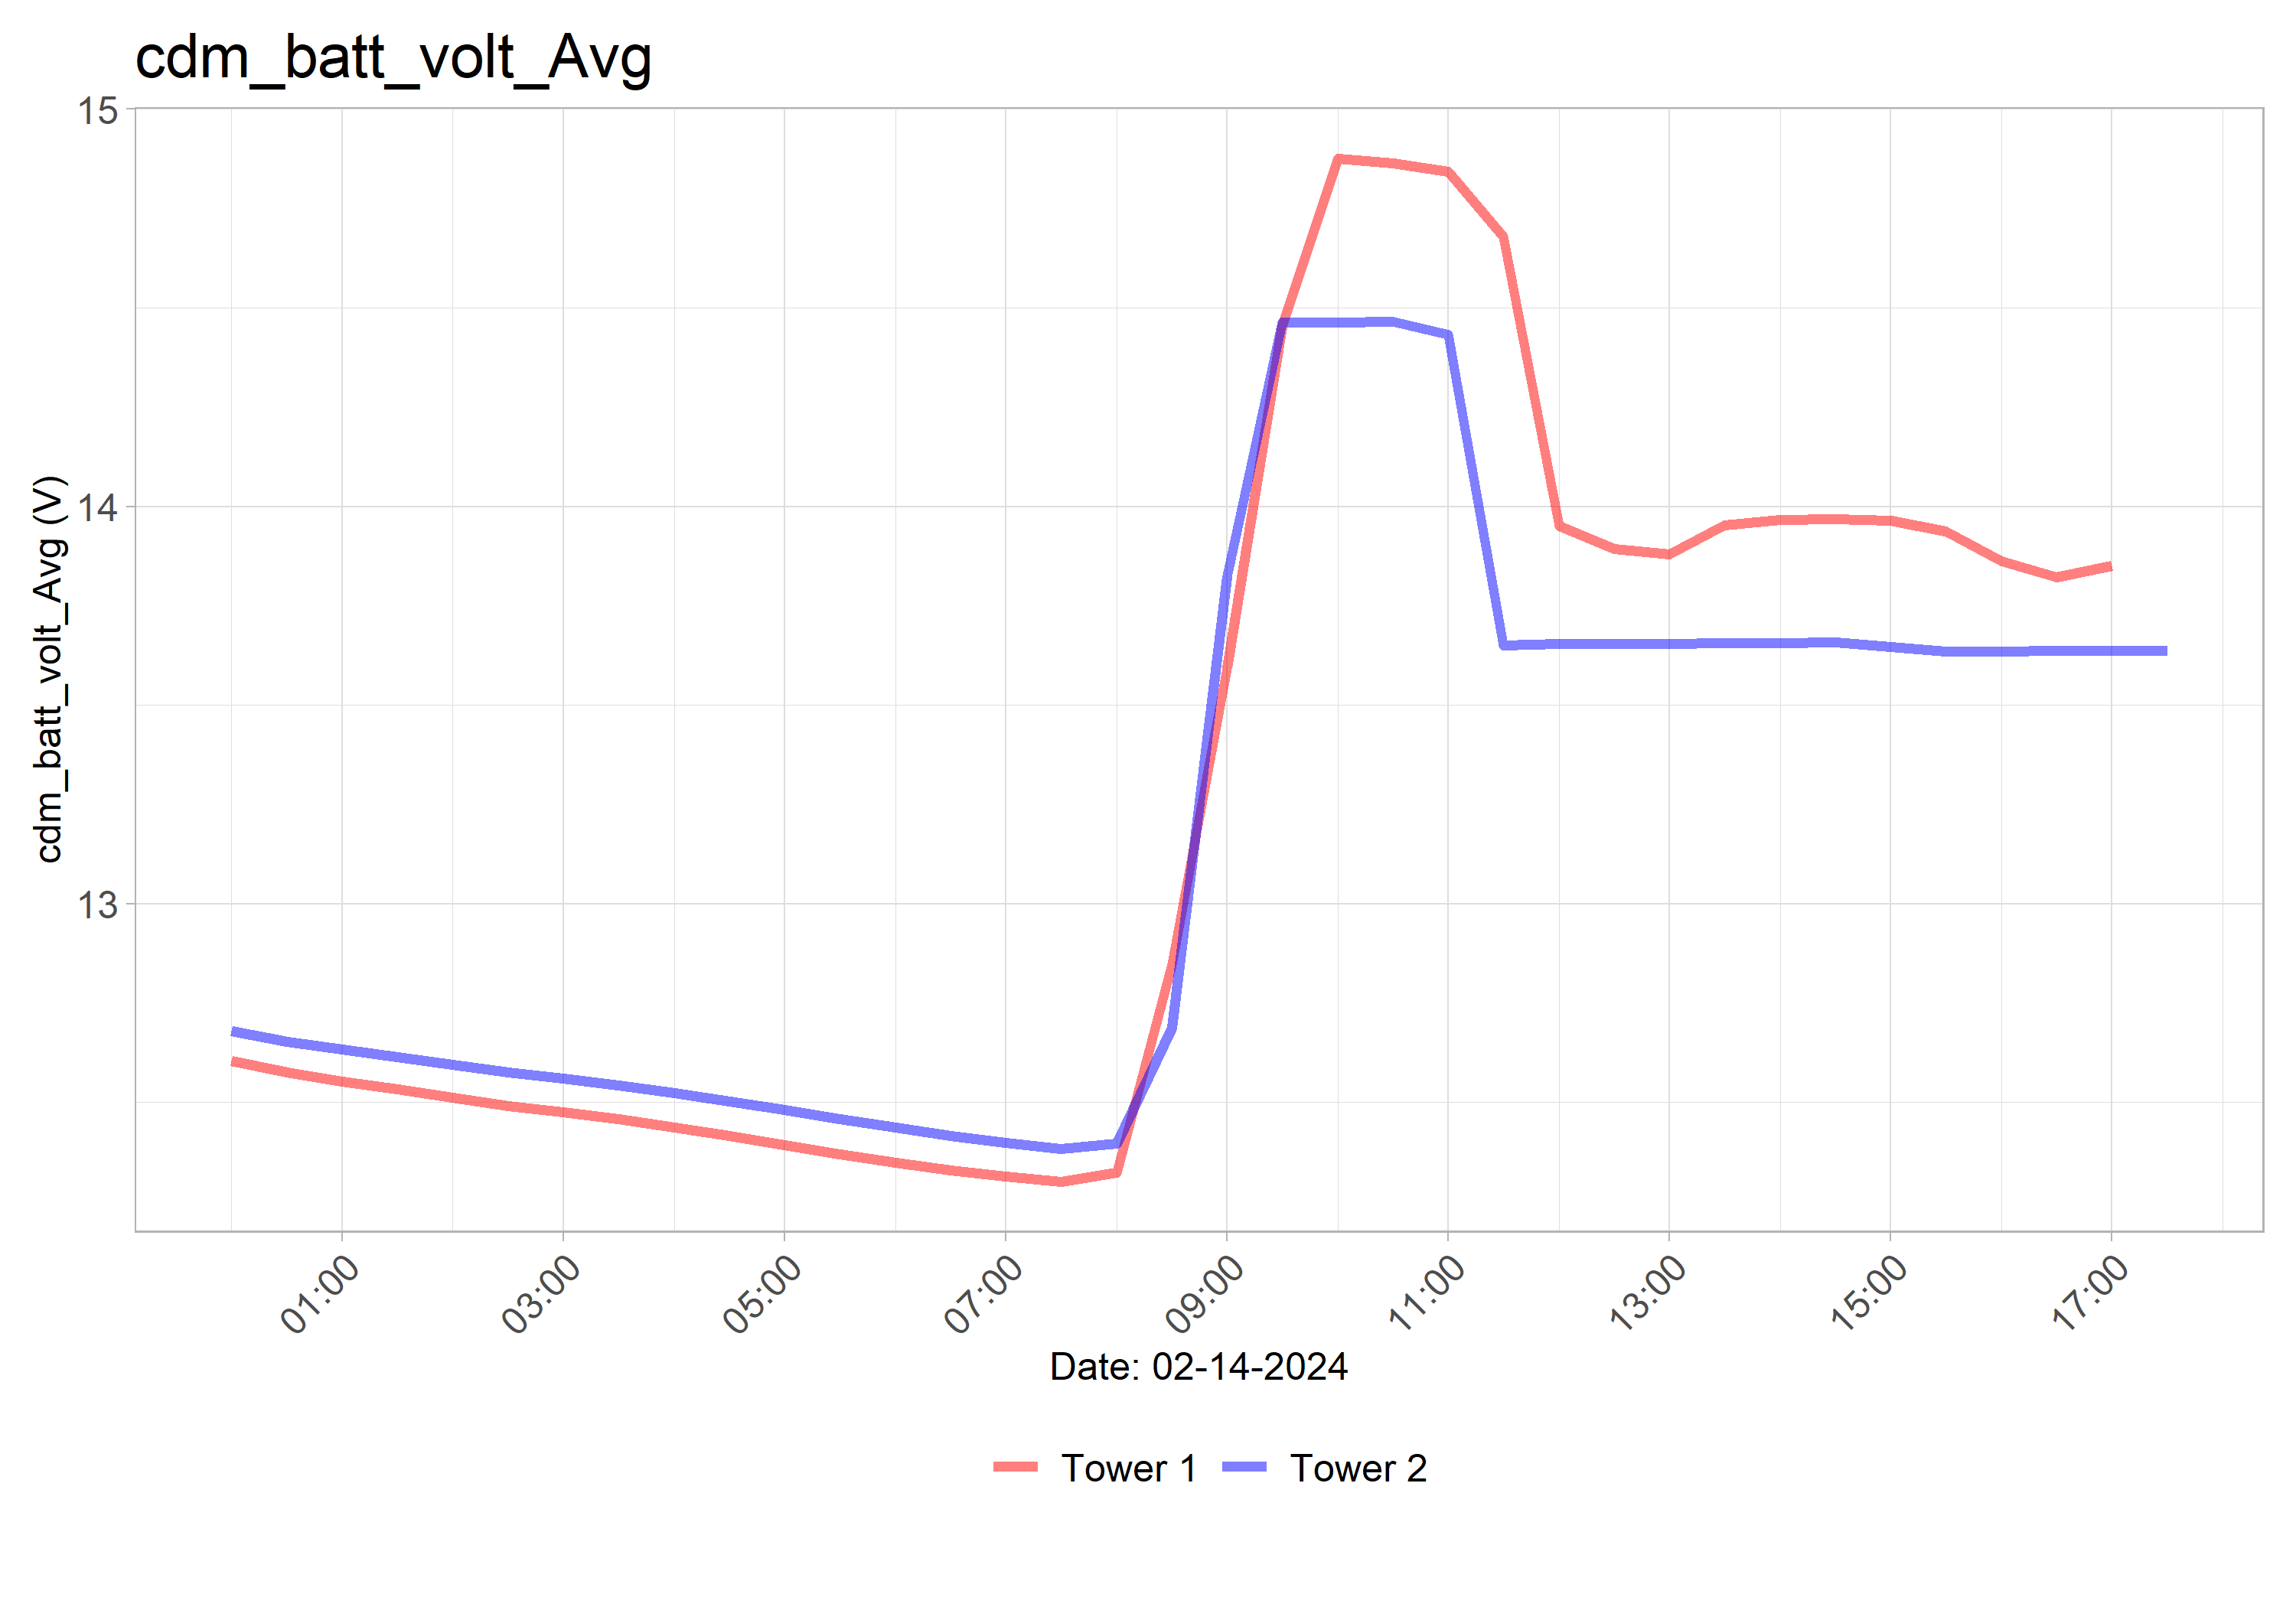 cdm_batt_volt_Avg
15
14
13
cdm_batt_volt_Avg (V)
01:00
03:00
05:00
07:00
09:00
11:00
13:00
15:00
17:00
Date: 02-14-2024
Tower 1
Tower 2